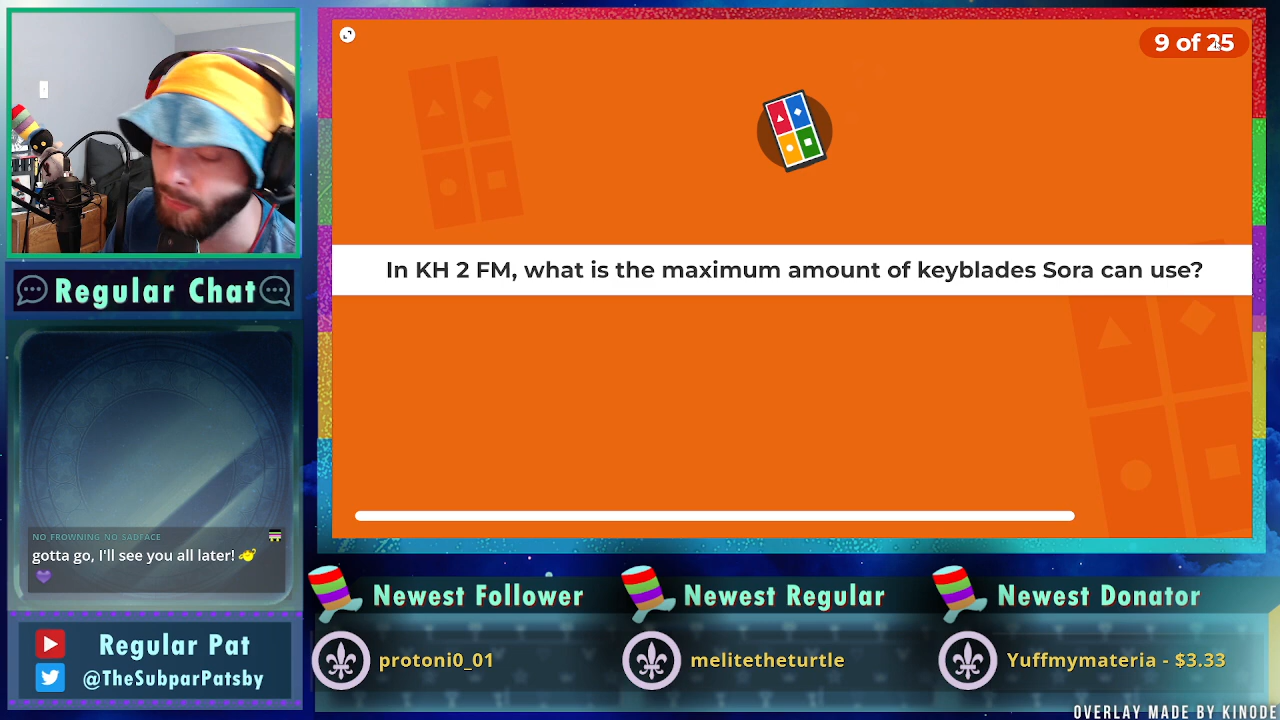 9 of 25
In KH 2 FM, what is the maximum amount of keyblades Sora can use?
Regular Chat
NO FROWNING NO SADFACE
gotta go, I'll see you all later!
Regular Pat
@TheSubparPatsby
Newest Follower
protoni0_01
Newest Regular
melitetheturtle
Newest Donator
Yuffmymateria - $3.33
OVERLAY MADE BY KINODE